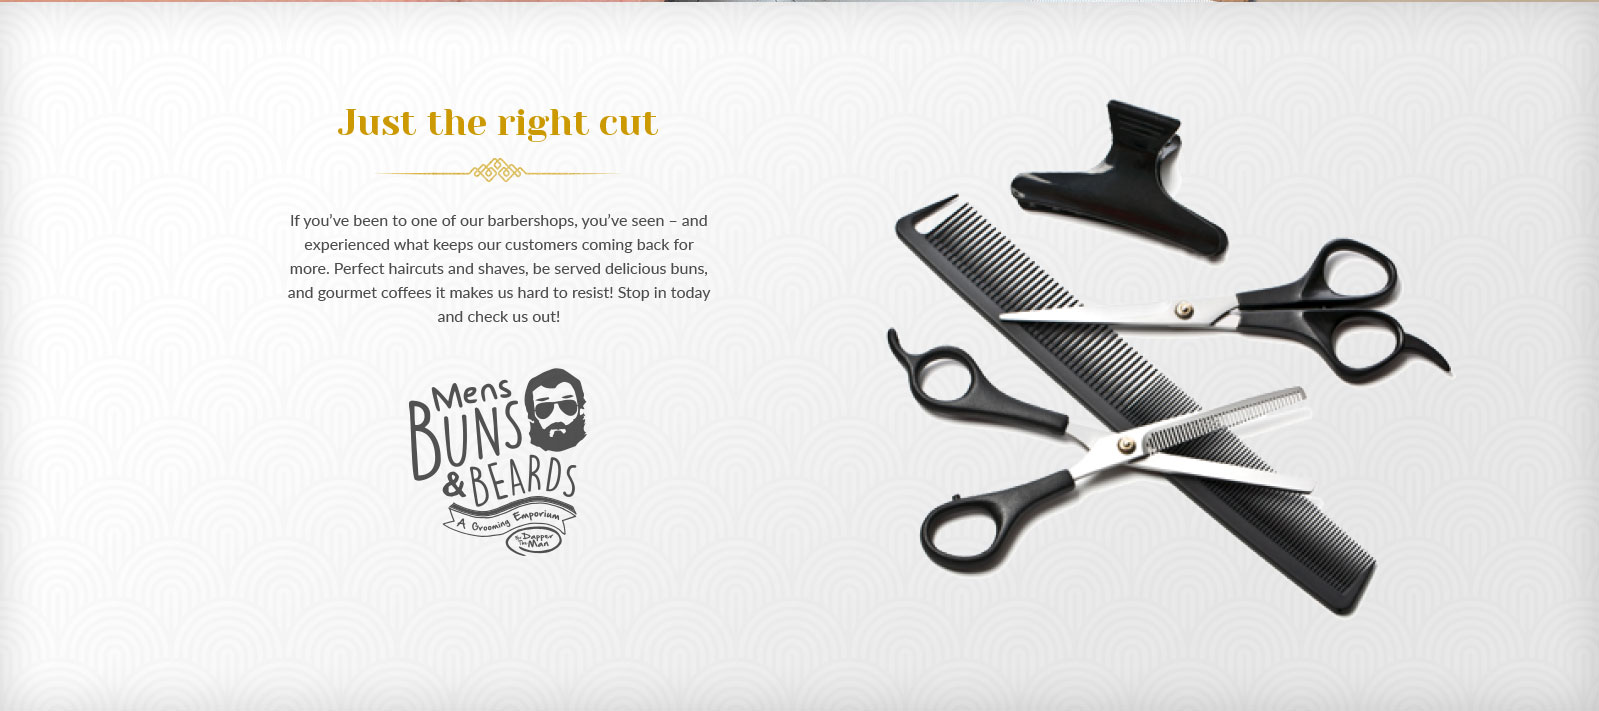 Just the right cut
If you’ve been to one of our barbershops, you’ve seen – and
experienced what keeps our customers coming back for
more. Perfect haircuts and shaves, be served delicious buns,
and gourmet coffees it makes us hard to resist! Stop in today
and check us out!
Mens
BUNS
& BEARDS
A Grooming Emporium
By Dapper
The Man